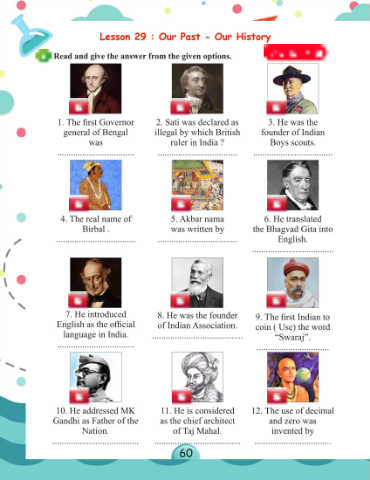 Lesson 29 : Our Past - Our History
Read and give the answer from the given options.
1. The first Governor
general of Bengal
was
2. Sati was declared as
illegal by which British
ruler in India ?
3. He was the
founder of Indian
Boys scouts.
4. The real name of
Birbal .
5. Akbar nama
was written by
6. He translated
the Bhagvad Gita into
English.
7. He introduced
English as the official
language in India.
8. He was the founder
of Indian Association.
9. The first Indian to
coin ( Use) the word
“Swaraj”.
10. He addressed MK
Gandhi as Father of the
Nation.
11. He is considered
as the chief architect
of Taj Mahal.
12. The use of decimal
and zero was
invented by
60